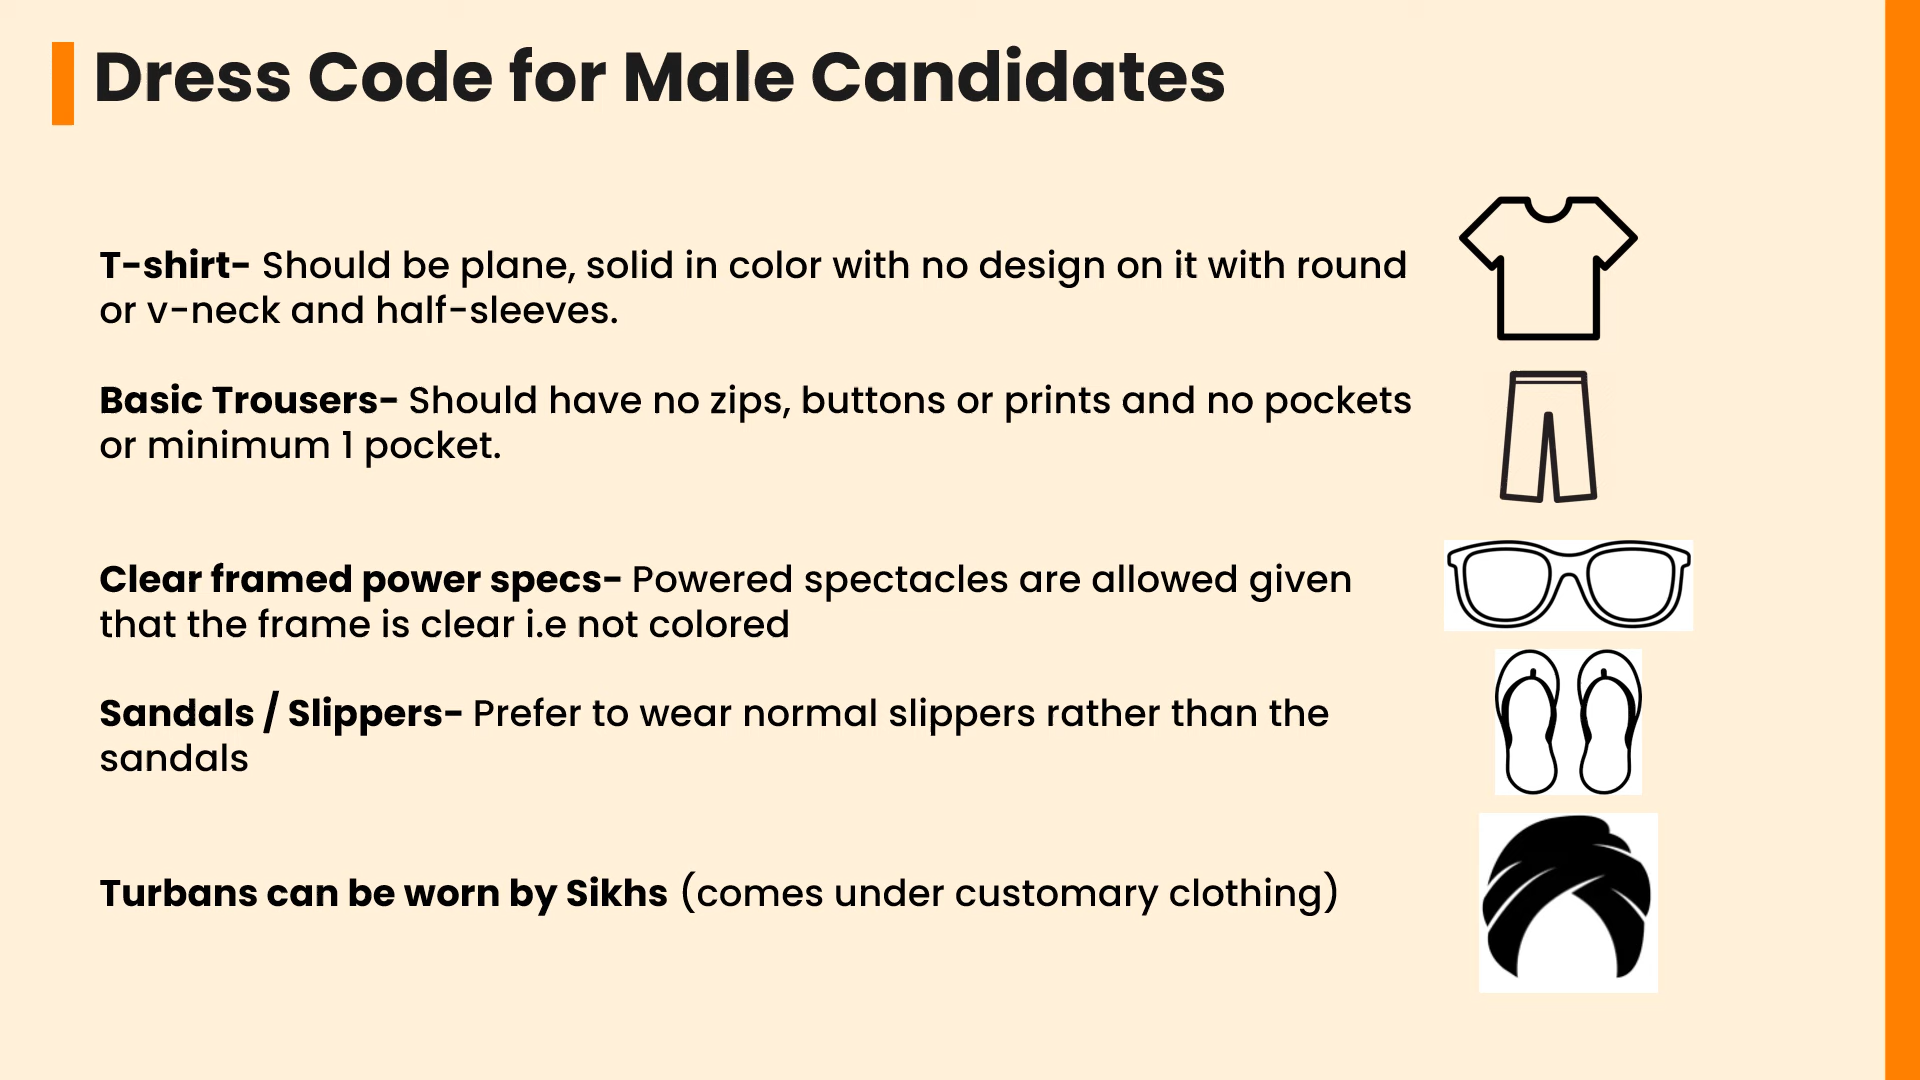 Dress Code for Male Candidates
T-shirt- Should be plane, solid in color with no design on it with round
or v-neck and half-sleeves.
Basic Trousers- Should have no zips, buttons or prints and no pockets
or minimum 1 pocket.
Clear framed power specs- Powered spectacles are allowed given
that the frame is clear i.e not colored
Sandals / Slippers- Prefer to wear normal slippers rather than the
sandals
Turbans can be worn by Sikhs (comes under customary clothing)